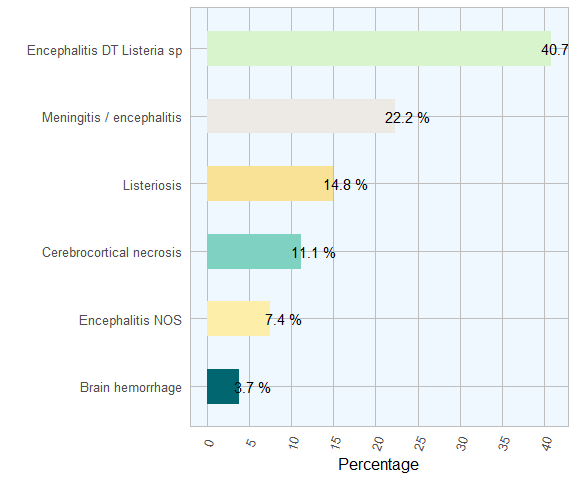 Encephalitis DT Listeria sp
40.7
Meningitis / encephalitis
22.2 %
Listeriosis
14.8 %
Cerebrocortical necrosis
11.1 %
Encephalitis NOS
7.4 %
Brain hemorrhage
3.7 %
0 5 10 15 20 25 30 35 40
Percentage